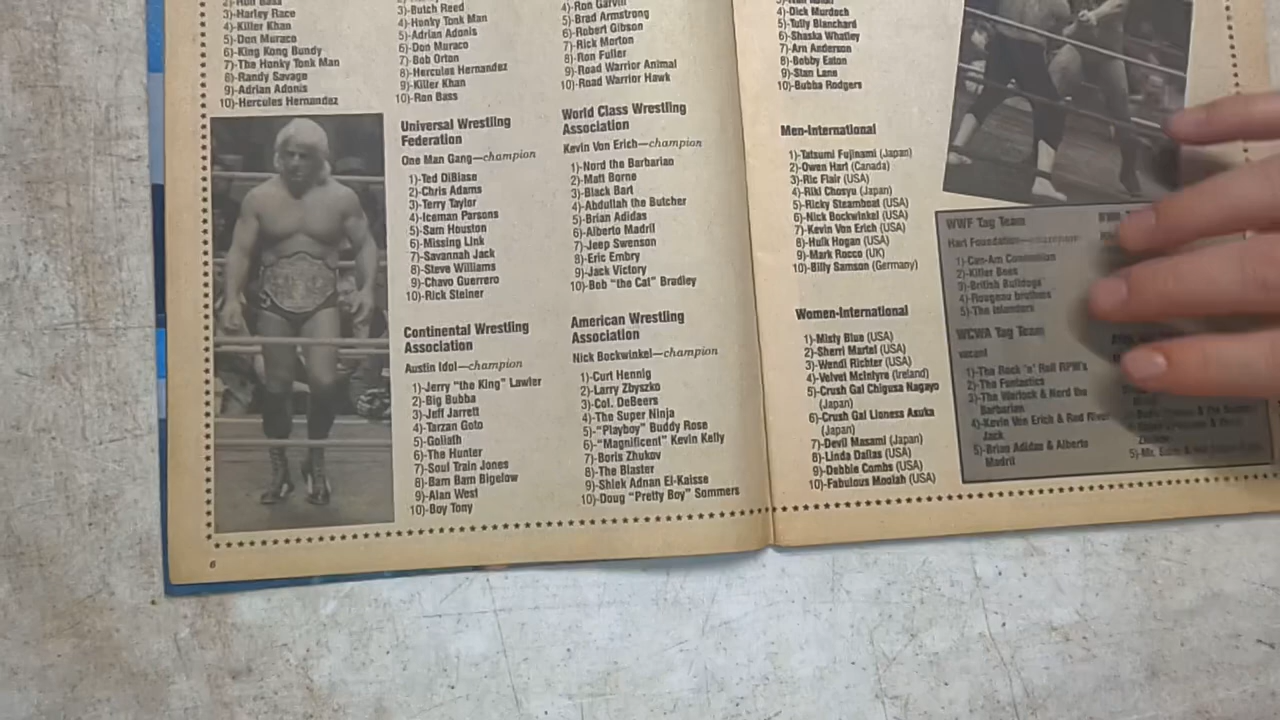 3)-Harley Race
4)-Killer Khan
5)-Don Muraco
6)-King Kong Bundy
7)-The Honky Tonk Man
8)-Randy Savage
9)-Adrian Adonis
10)-Hercules Hernandez
3)-Butch Reed
4)-Honky Tonk Man
5)-Adrian Adonis
6)-Don Muraco
7)-Bob Orton
8)-Hercules Hernandez
9)-Killer Khan
10)-Ron Bass
Universal Wrestling
Federation
One Man Gang—champion
1)-Ted DiBiase
2)-Chris Adams
3)-Terry Taylor
4)-Iceman Parsons
5)-Sam Houston
6)-Missing Link
7)-Savannah Jack
8)-Steve Williams
9)-Chavo Guerrero
10)-Rick Steiner
Continental Wrestling
Association
Austin Idol—champion
1)-Jerry "the King" Lawler
2)-Big Bubba
3)-Jeff Jarrett
4)-Tarzan Goto
5)-Goliath
6)-The Hunter
7)-Soul Train Jones
8)-Bam Bam Bigelow
9)-Alan West
10)-Boy Tony
4)-Ron Garvin
5)-Brad Armstrong
6)-Robert Gibson
7)-Rick Morton
8)-Ron Fuller
9)-Road Warrior Animal
10)-Road Warrior Hawk
World Class Wrestling
Association
Kevin Von Erich—champion
1)-Nord the Barbarian
2)-Matt Borne
3)-Black Bart
4)-Abdullah the Butcher
5)-Brian Adidas
6)-Alberto Madril
7)-Jeep Swenson
8)-Eric Embry
9)-Jack Victory
10)-Bob "the Cat" Bradley
American Wrestling
Association
Nick Bockwinkel—champion
1)-Curt Hennig
2)-Larry Zbyszko
3)-Col. DeBeers
4)-The Super Ninja
5)-"Playboy" Buddy Rose
6)-"Magnificent" Kevin Kelly
7)-Boris Zhukov
8)-The Blaster
9)-Shiek Adnan El-Kaisse
10)-Doug "Pretty Boy" Sommers
6
4)-Dick Murdoch
5)-Tully Blanchard
6)-Shaska Whatley
7)-Arn Anderson
8)-Bobby Eaton
9)-Stan Lane
10)-Bubba Rodgers
Men-International
1)-Tatsumi Fujinami (Japan)
2)-Owen Hart (Canada)
3)-Ric Flair (USA)
4)-Riki Chosyu (Japan)
5)-Ricky Steamboat (USA)
6)-Nick Bockwinkel (USA)
7)-Kevin Von Erich (USA)
8)-Hulk Hogan (USA)
9)-Mark Rocco (UK)
10)-Billy Samson (Germany)
Women-International
1)-Misty Blue (USA)
2)-Sherri Martel (USA)
3)-Wendi Richter (USA)
4)-Velvet McIntyre (Ireland)
5)-Crush Gal Chigusa Nagayo
(Japan)
6)-Crush Gal Lioness Asuka
(Japan)
7)-Devil Masami (Japan)
8)-Linda Dallas (USA)
9)-Debbie Combs (USA)
10)-Fabulous Moolah (USA)
WWF Tag Team
Hart Foundation—champions
1)-Can-Am Connection
2)-Killer Bees
3)-British Bulldogs
4)-Rougeau brothers
5)-The Islanders
WCWA Tag Team
vacant
1)-The Rock 'n' Roll RPM's
2)-The Fantastics
3)-The Warlock & Nord the
Barbarian
4)-Kevin Von Erich & Red River
Jack
5)-Brian Adidas & Alberto
Madril